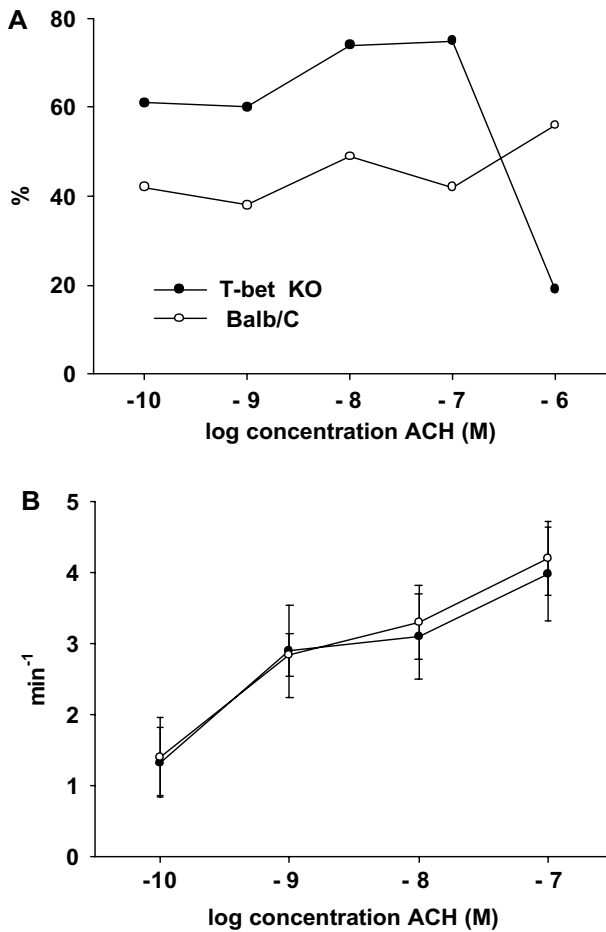 A
80
60
40
20
0
%
T-bet KO
Balb/C
-10 - 9 - 8 - 7 - 6
log concentration ACH (M)
B
5
4
3
2
1
0
min-1
-10 - 9 - 8 - 7
log concentration ACH (M)